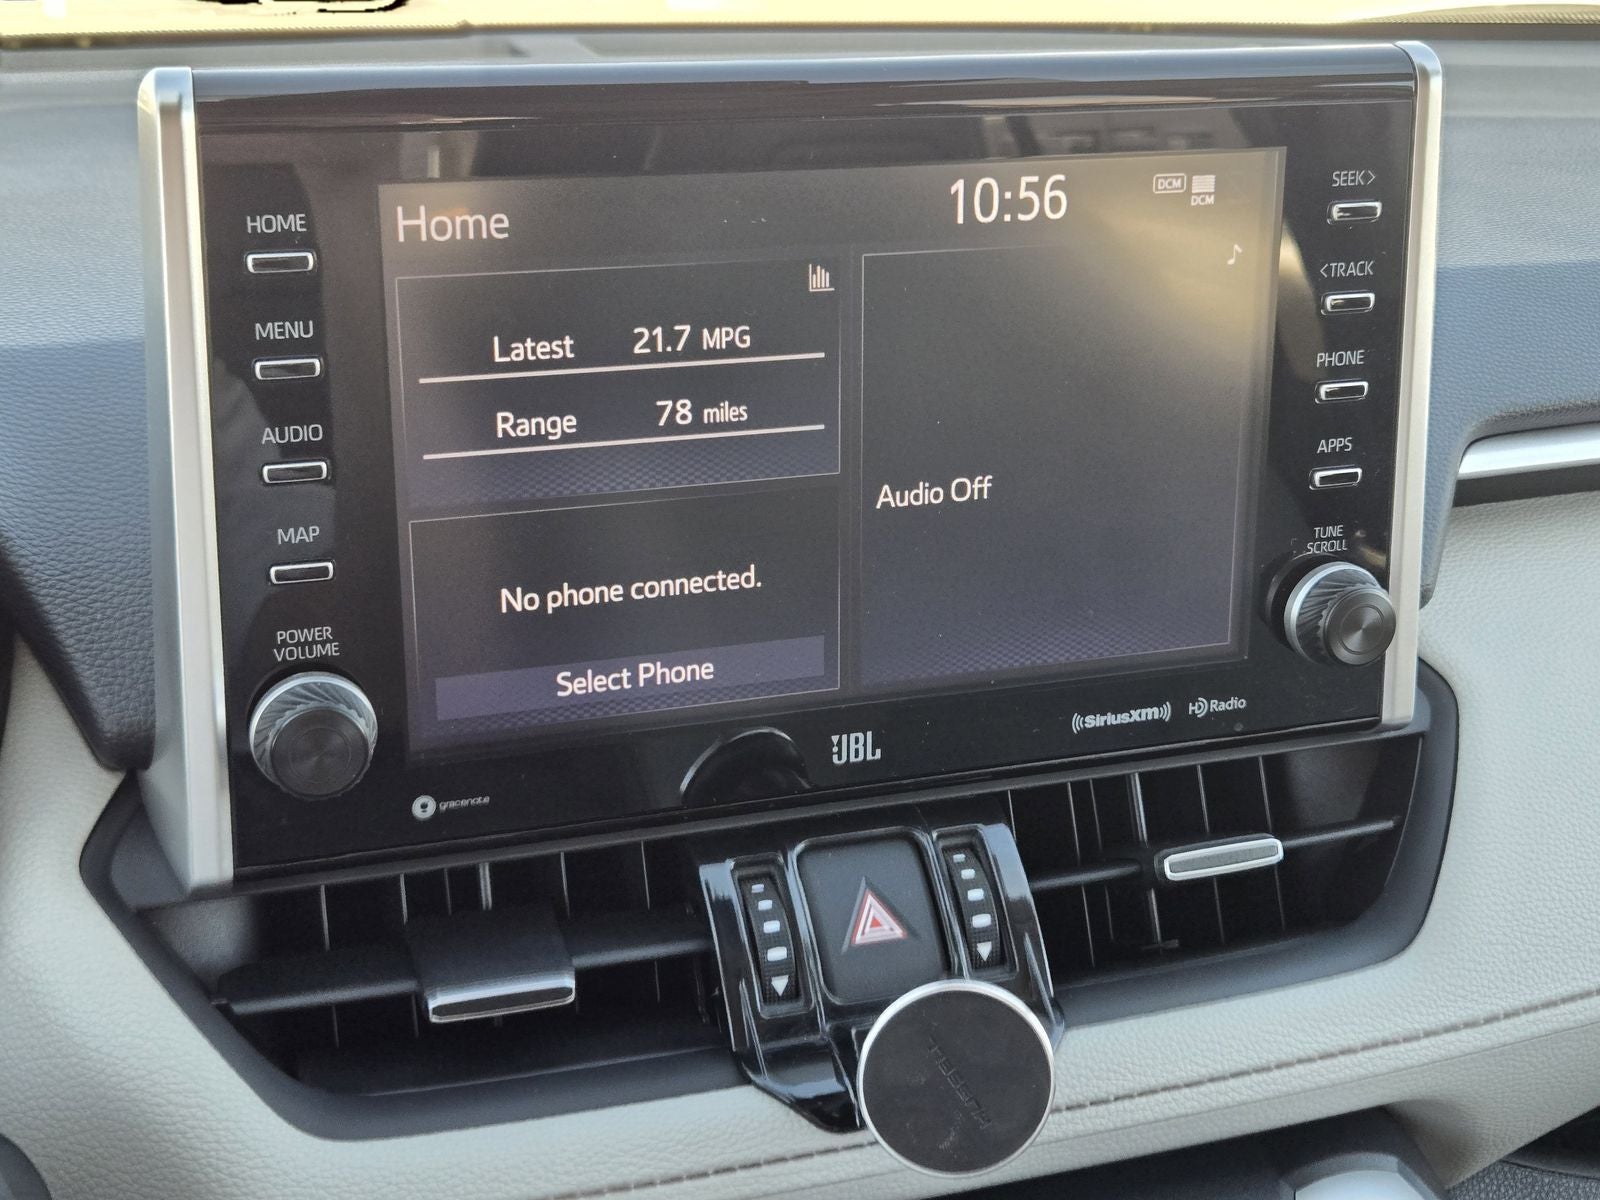 HOME
MENU
AUDIO
MAP
POWER
VOLUME
Home
10:56
DCM
DCM
Latest 21.7 MPG
Range 78 miles
No phone connected.
Select Phone
Audio Off
SEEK>
<TRACK
PHONE
APPS
TUNE
SCROLL
gracenote
JBL
SiriusXM
HD Radio